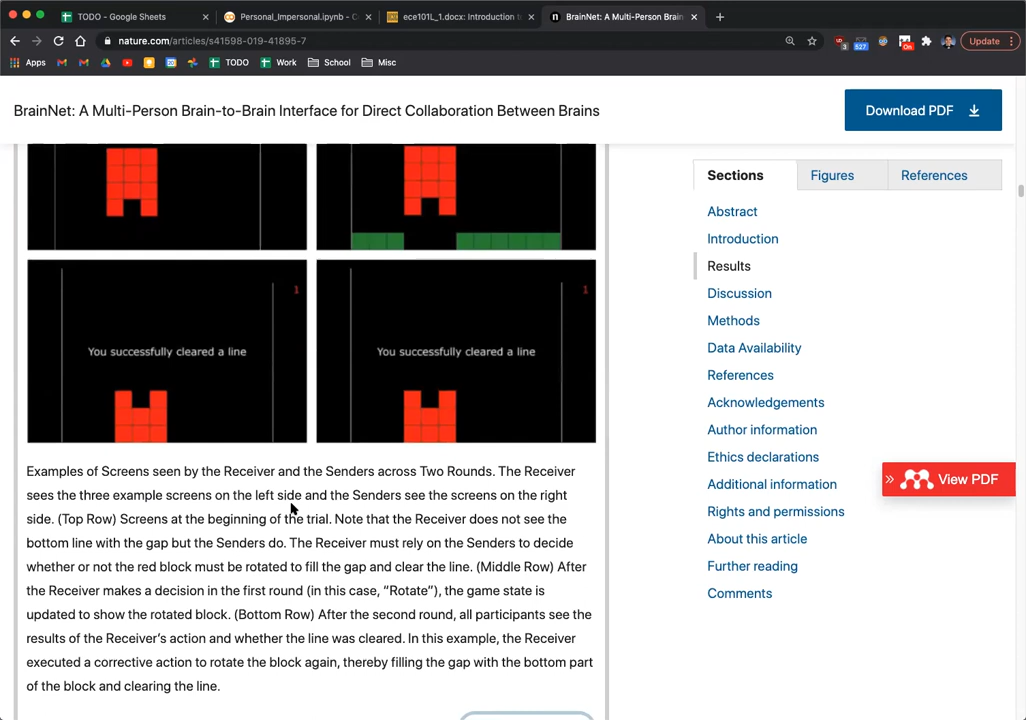 TODO - Google Sheets
Personal_Impersonal.ipynb - C
ece101L_1.docx: Introduction t
BrainNet: A Multi-Person Brain
nature.com/articles/s41598-019-41895-7
3
527
On
Update
Apps
TODO
Work
School
Misc
BrainNet: A Multi-Person Brain-to-Brain Interface for Direct Collaboration Between Brains
Download PDF
1
You successfully cleared a line
1
You successfully cleared a line
Examples of Screens seen by the Receiver and the Senders across Two Rounds. The Receiver
sees the three example screens on the left side and the Senders see the screens on the right
side. (Top Row) Screens at the beginning of the trial. Note that the Receiver does not see the
bottom line with the gap but the Senders do. The Receiver must rely on the Senders to decide
whether or not the red block must be rotated to fill the gap and clear the line. (Middle Row) After
the Receiver makes a decision in the first round (in this case, “Rotate”), the game state is
updated to show the rotated block. (Bottom Row) After the second round, all participants see the
results of the Receiver’s action and whether the line was cleared. In this example, the Receiver
executed a corrective action to rotate the block again, thereby filling the gap with the bottom part
of the block and clearing the line.
Sections
Figures
References
Abstract
Introduction
Results
Discussion
Methods
Data Availability
References
Acknowledgements
Author information
Ethics declarations
Additional information
Rights and permissions
About this article
Further reading
Comments
» View PDF